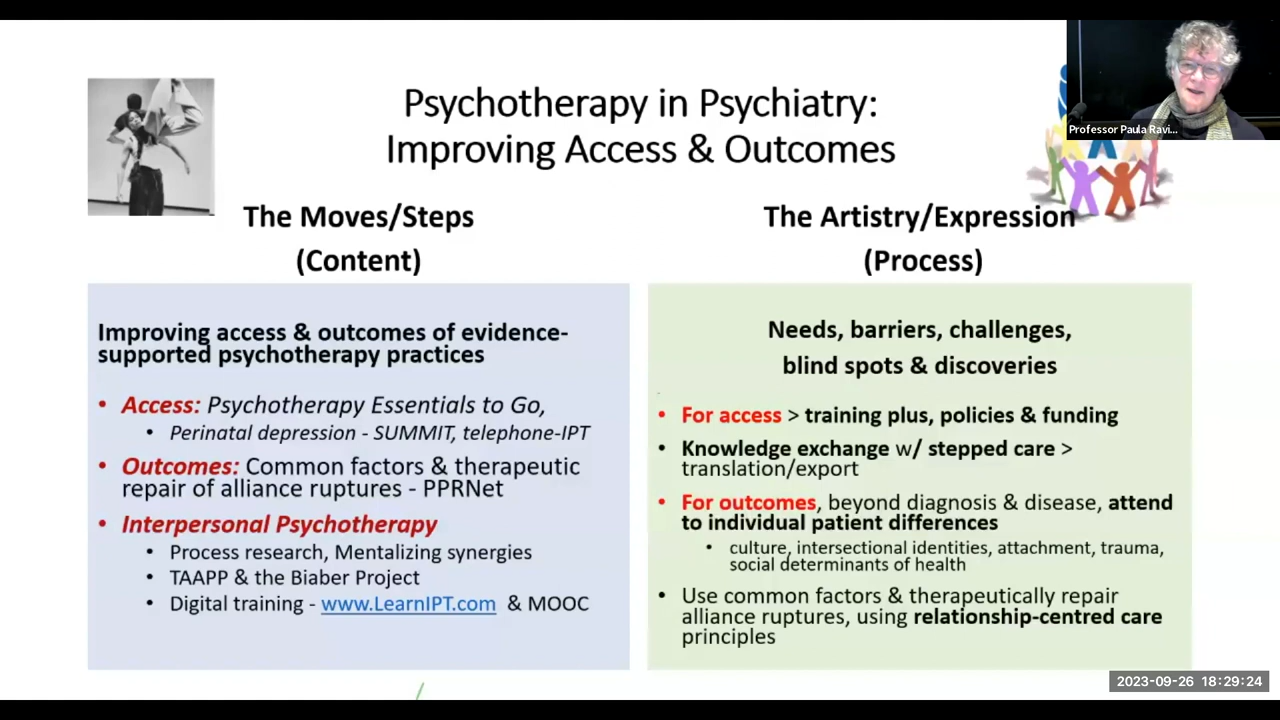 Psychotherapy in Psychiatry:
Improving Access & Outcomes
Professor Paula Ravi...
The Moves/Steps
(Content)
Improving access & outcomes of evidence-
supported psychotherapy practices
• Access: Psychotherapy Essentials to Go,
• Perinatal depression - SUMMIT, telephone-IPT
• Outcomes: Common factors & therapeutic
repair of alliance ruptures - PPRNet
• Interpersonal Psychotherapy
• Process research, Mentalizing synergies
• TAAPP & the Biaber Project
• Digital training - www.LearnIPT.com & MOOC
The Artistry/Expression
(Process)
Needs, barriers, challenges,
blind spots & discoveries
• For access > training plus, policies & funding
• Knowledge exchange w/ stepped care >
translation/export
• For outcomes, beyond diagnosis & disease, attend
to individual patient differences
• culture, intersectional identities, attachment, trauma,
social determinants of health
• Use common factors & therapeutically repair
alliance ruptures, using relationship-centred care
principles
2023-09-26 18:29:24